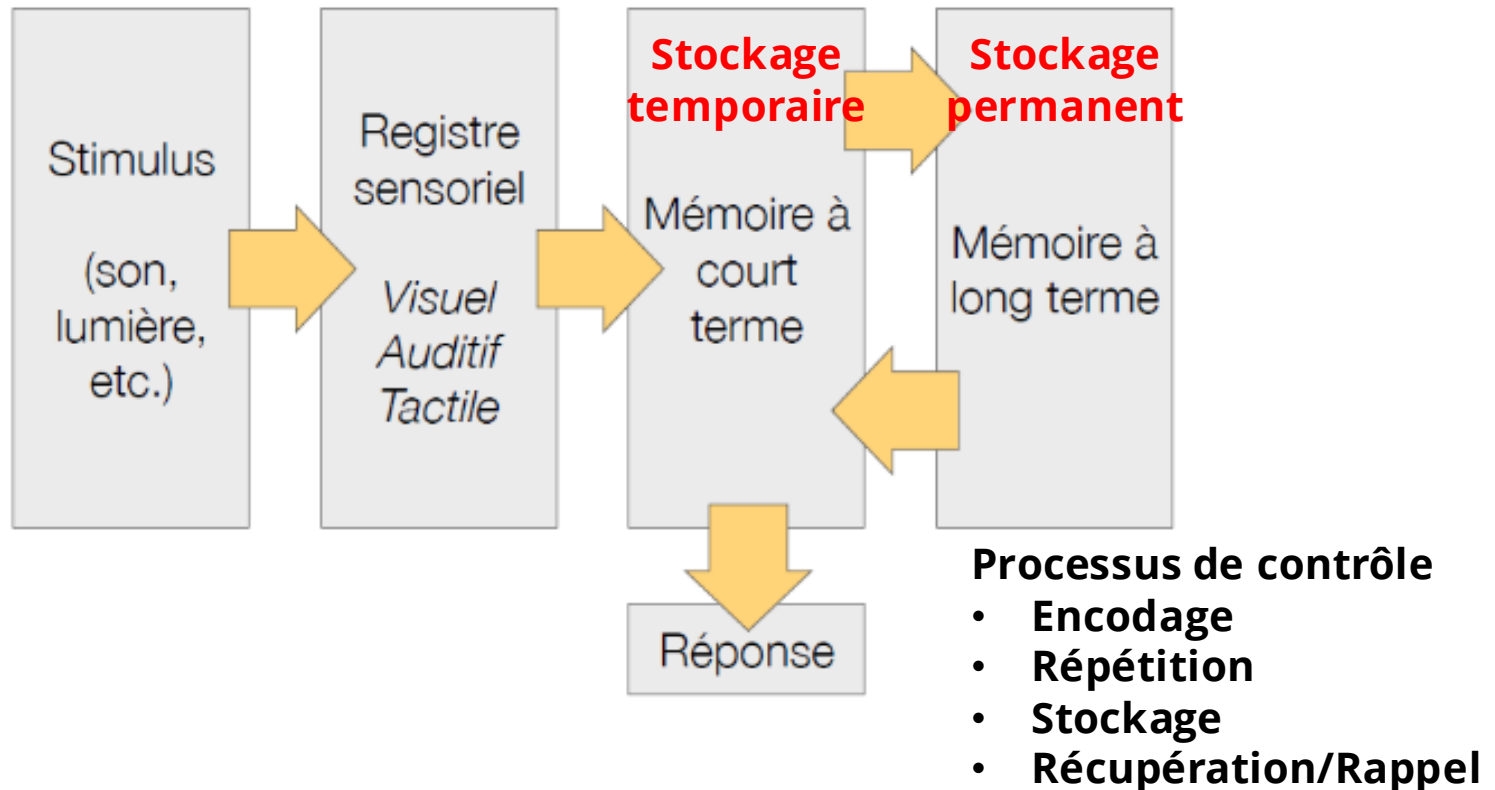 Stimulus
(son,
lumière,
etc.)
Registre
sensoriel
Visuel
Auditif
Tactile
Stockage
temporaire
Mémoire à
court
terme
Stockage
permanent
Mémoire à
long terme
Réponse
Processus de contrôle
• Encodage
• Répétition
• Stockage
• Récupération/Rappel